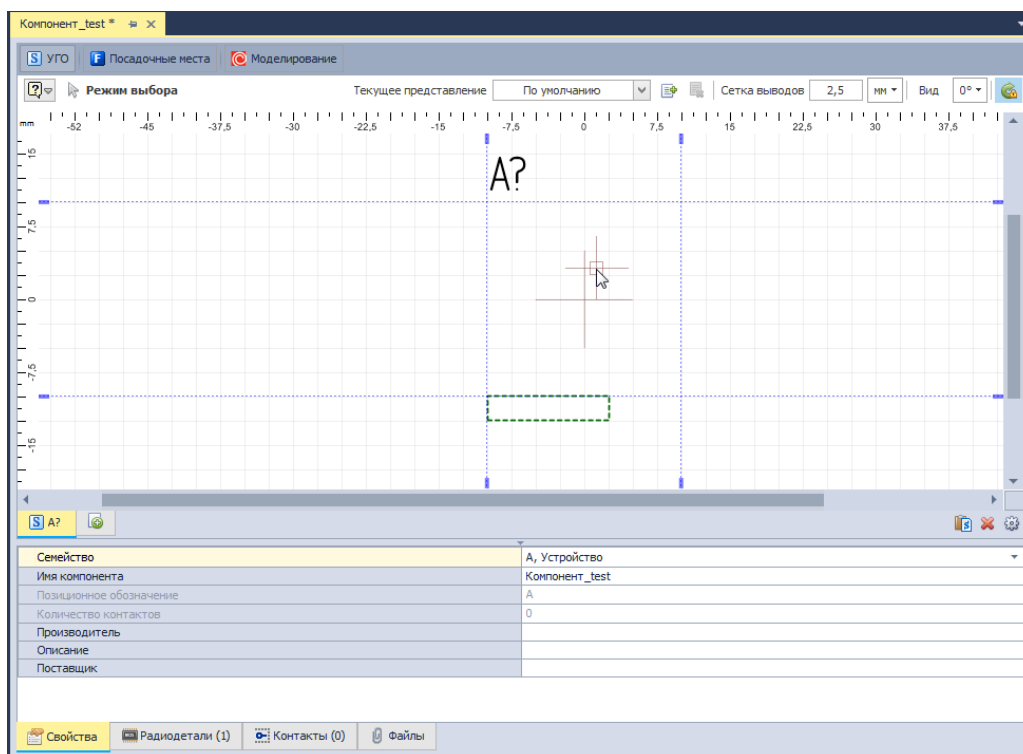 Компонент_test *
S УГО F Посадочные места Моделирование
Режим выбора Текущее представление По умолчанию Сетка выводов 2,5 мм Вид 0°
mm -52 -45 -37,5 -30 -22,5 -15 -7,5 0 7,5 15 22,5 30 37,5
15
7,5
0
-7,5
-15
A?
S A?
Семейство A, Устройство
Имя компонента Компонент_test
Позиционное обозначение A
Количество контактов 0
Производитель
Описание
Поставщик
Свойства Радиодетали (1) Контакты (0) Файлы